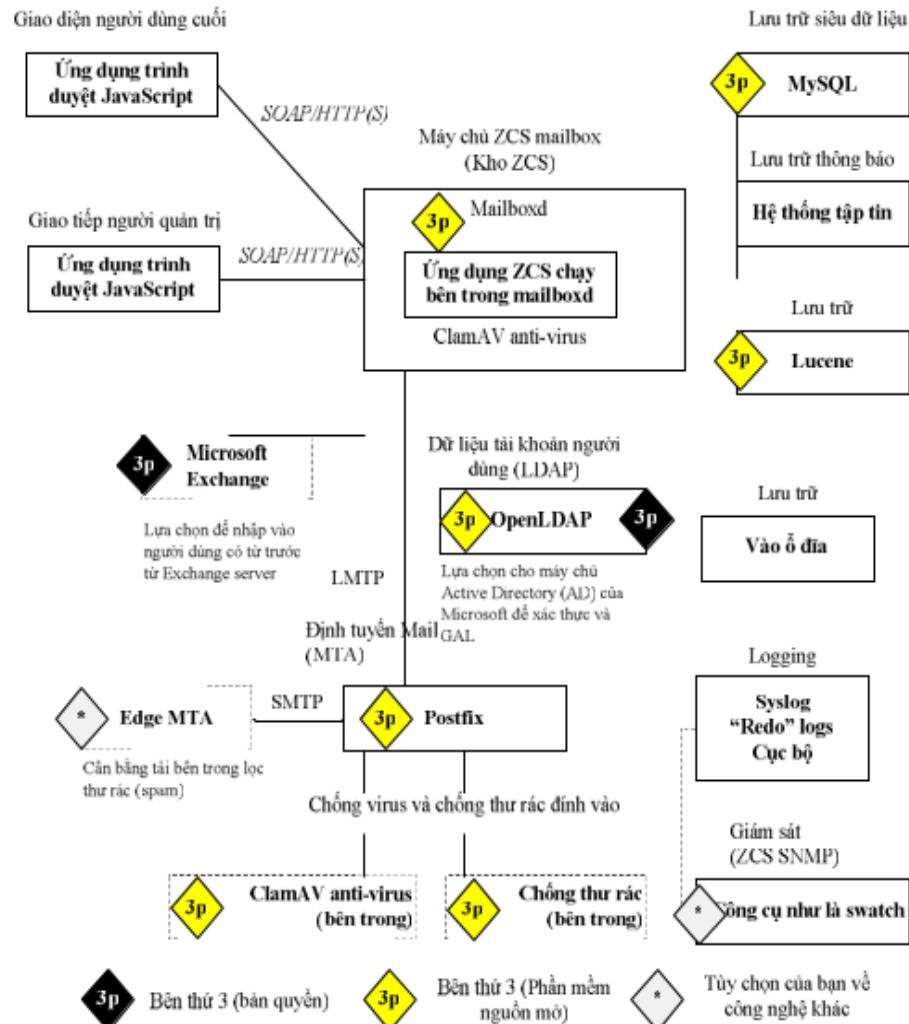 Giao diện người dùng cuối
Ứng dụng trình
duyệt JavaScript
SOAP/HTTP(S)
Giao tiếp người quản trị
Ứng dụng trình
duyệt JavaScript
SOAP/HTTP(S)
Máy chủ ZCS mailbox
(Kho ZCS)
3p
Mailboxd
Ứng dụng ZCS chạy
bên trong mailboxd
ClamAV anti-virus
Lưu trữ siêu dữ liệu
3p
MySQL
Lưu trữ thông báo
Hệ thống tập tin
Lưu trữ
3p
Lucene
3p
Microsoft
Exchange
Lựa chọn để nhập vào
người dùng có từ trước
từ Exchange server
LMTP
Dữ liệu tài khoản người
dùng (LDAP)
3p
OpenLDAP
3p
Lựa chọn cho máy chủ
Active Directory (AD) của
Microsoft để xác thực và
GAL
Lưu trữ
Vào ổ đĩa
Định tuyến Mail
(MTA)
*
Edge MTA
SMTP
3p
Postfix
Cân bằng tải bên trong lọc
thư rác (spam)
Logging
Syslog
“Redo” logs
Cục bộ
Chống virus và chống thư rác đính vào
3p
ClamAV anti-virus
(bên trong)
3p
Chống thư rác
(bên trong)
Giám sát
(ZCS SNMP)
*
Công cụ như là swatch
3p
Bên thứ 3 (bản quyền)
3p
Bên thứ 3 (Phần mềm
nguồn mở)
*
Tùy chọn của bạn về
công nghệ khác